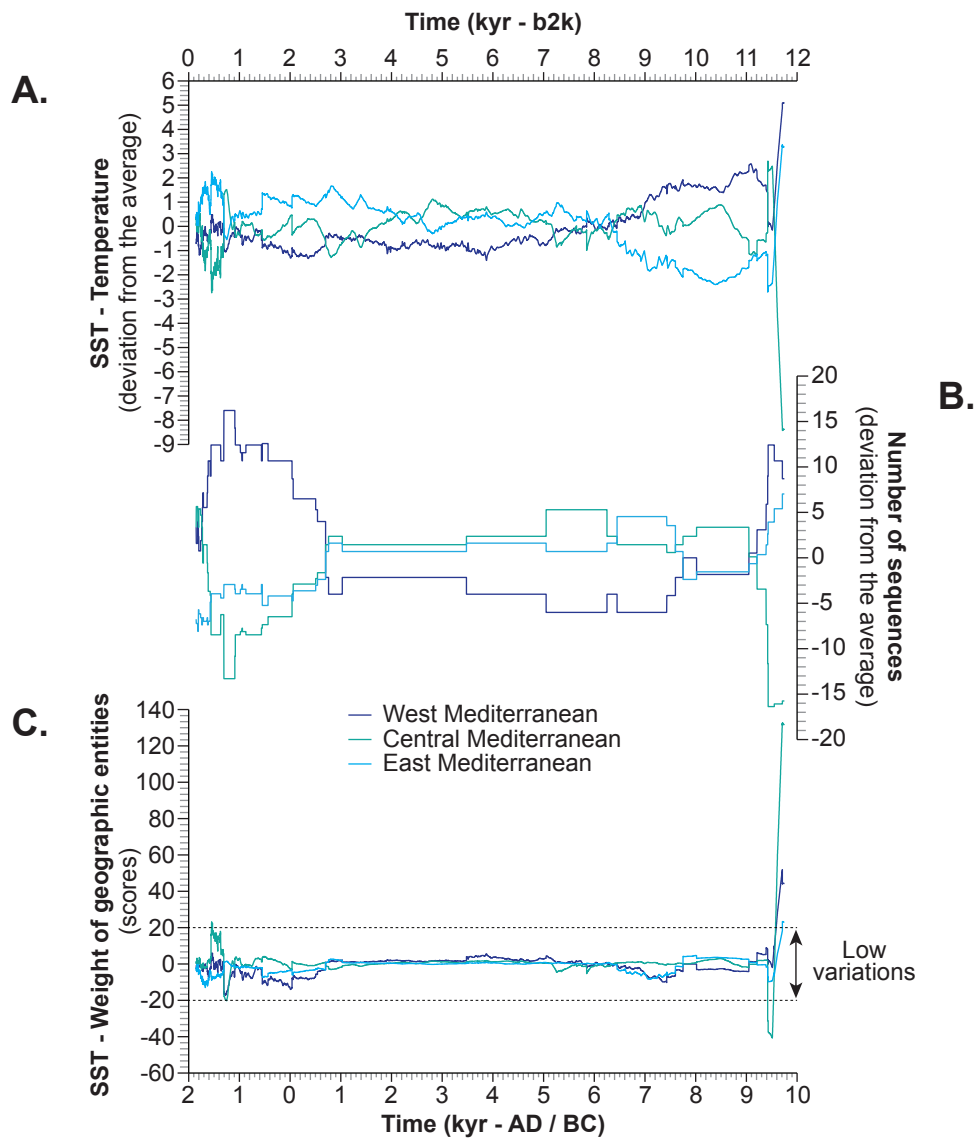 Time (kyr - b2k)
0 1 2 3 4 5 6 7 8 9 10 11 12
A.
SST - Temperature
(deviation from the average)
6
5
4
3
2
1
0
-1
-2
-3
-4
-5
-6
-7
-8
-9
B.
Number of sequences
(deviation from the average)
20
15
10
5
0
-5
-10
-15
-20
C.
SST - Weight of geographic entities
(scores)
140
120
100
80
60
40
20
0
-20
-40
-60
West Mediterranean
Central Mediterranean
East Mediterranean
Low
variations
2 1 0 1 2 3 4 5 6 7 8 9 10
Time (kyr - AD / BC)